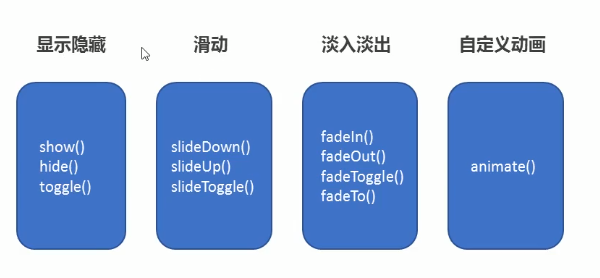 显示隐藏
滑动
淡入淡出
自定义动画
show()
hide()
toggle()
slideDown()
slideUp()
slideToggle()
fadeIn()
fadeOut()
fadeToggle()
fadeTo()
animate()